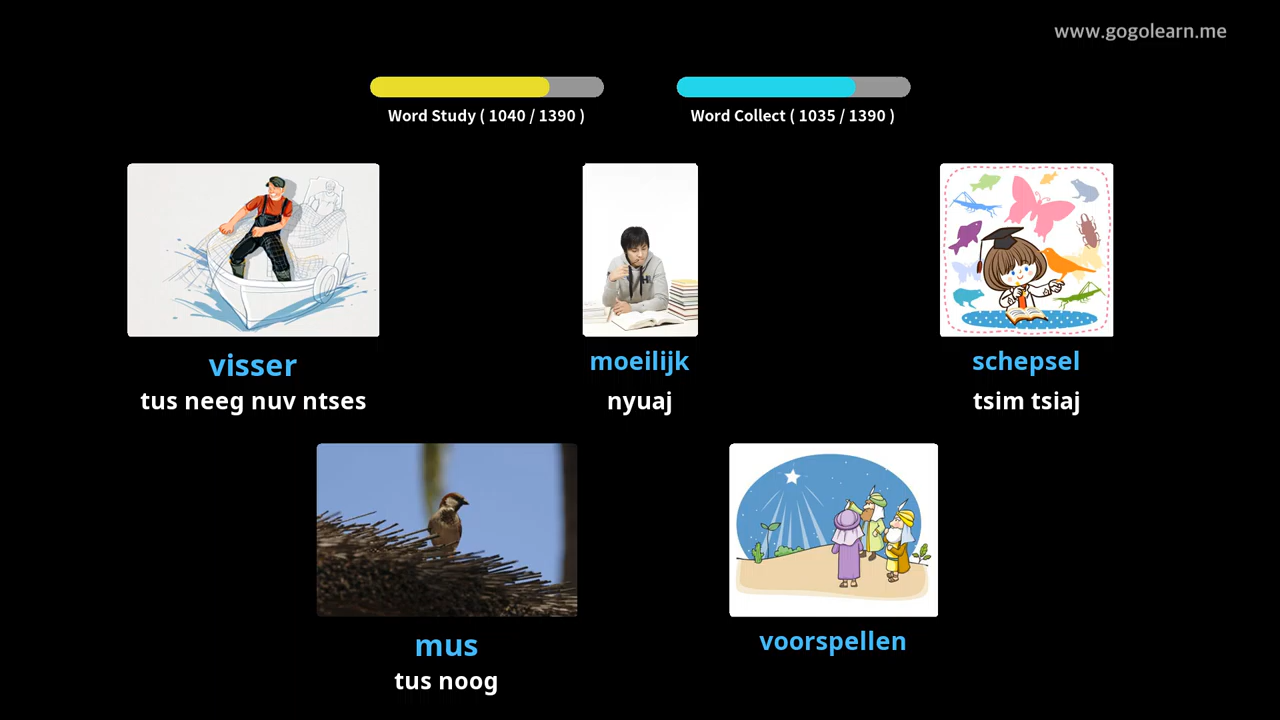 www.gogolearn.me
Word Study ( 1040 / 1390 )
Word Collect ( 1035 / 1390 )
visser
tus neeg nuv ntses
moeilijk
nyuaj
schepsel
tsim tsiaj
mus
tus noog
voorspellen